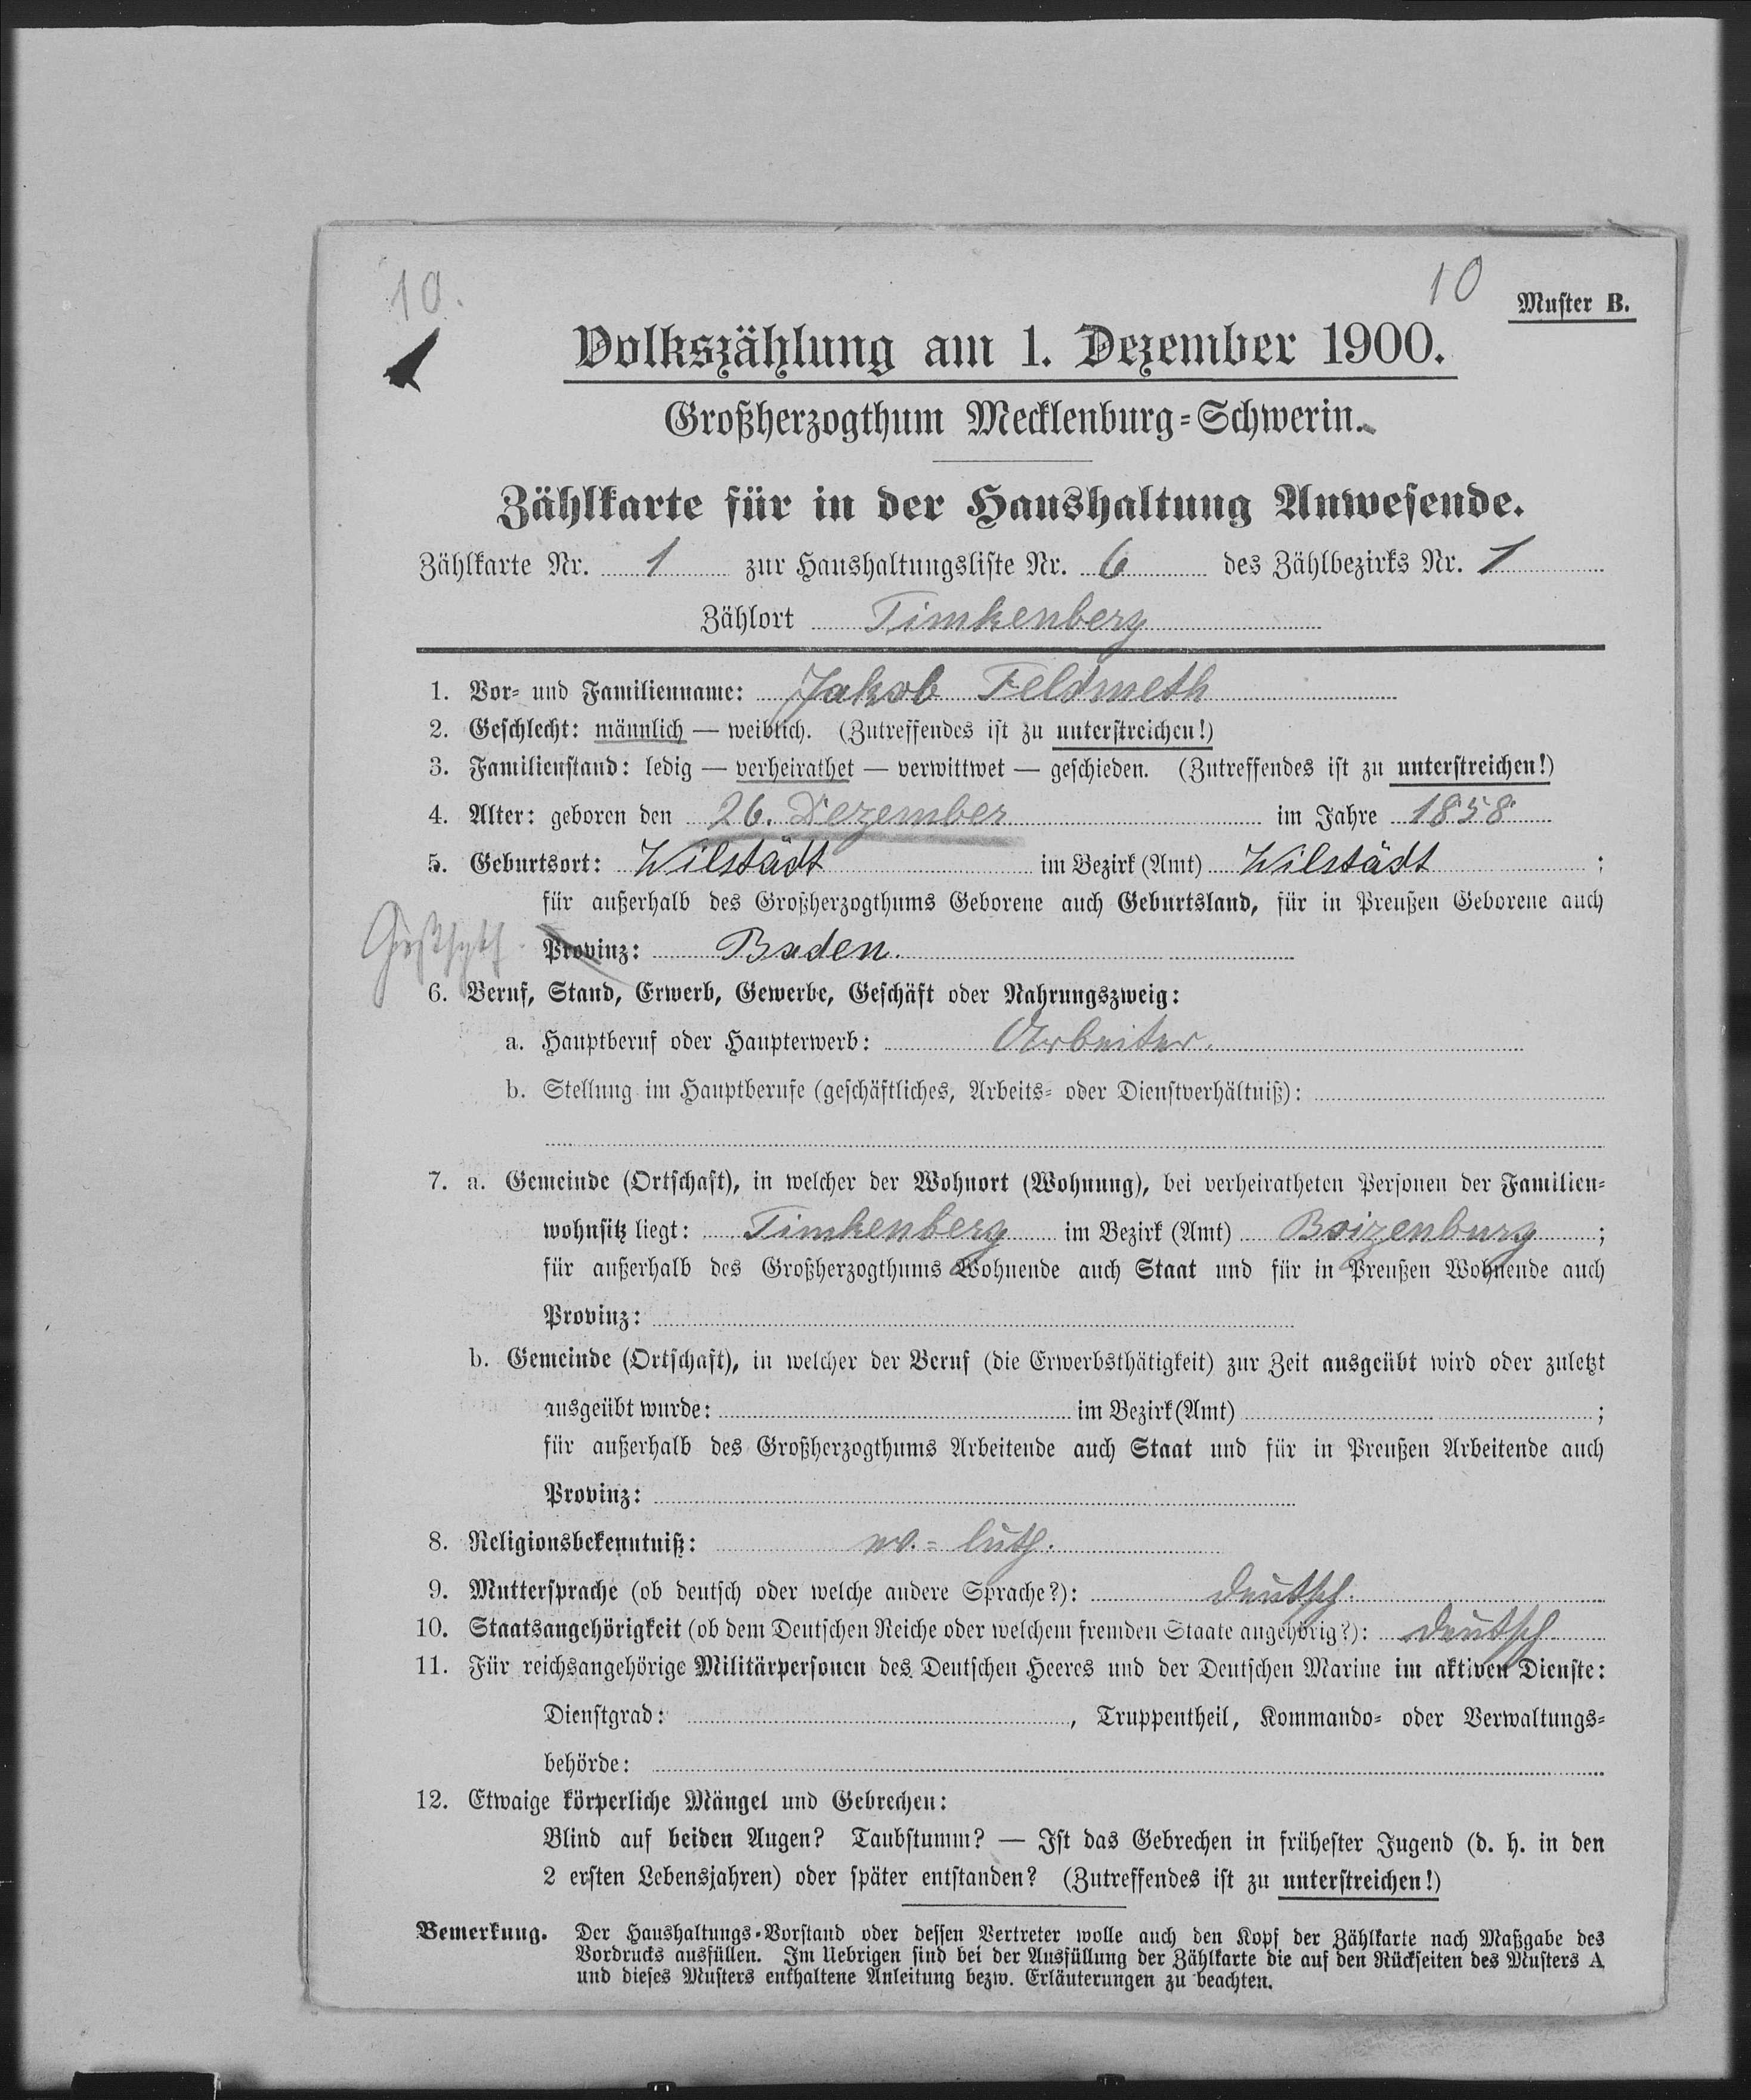 10.
10
Muster B.
Volkszählung am 1. Dezember 1900.
Großherzogthum Mecklenburg-Schwerin.
Zählkarte für in der Haushaltung Anwesende.
Zählkarte Nr. 1 zur Haushaltungsliste Nr. 6 des Zählbezirks Nr. 1
Zählort Timkenberg
1. Vor- und Familienname: Jakob Feldmeth
2. Geschlecht: männlich — weiblich. (Zutreffendes ist zu unterstreichen!)
3. Familienstand: ledig — verheirathet — verwittwet — geschieden. (Zutreffendes ist zu unterstreichen!)
4. Alter: geboren den 26. Dezember im Jahre 1858
5. Geburtsort: Wilstädt im Bezirk (Amt) Wilstädt ;
für außerhalb des Großherzogthums Geborene auch Geburtsland, für in Preußen Geborene auch
Provinz: Baden.
6. Beruf, Stand, Erwerb, Gewerbe, Geschäft oder Nahrungszweig:
a. Hauptberuf oder Haupterwerb: Arbeiter.
b. Stellung im Hauptberufe (geschäftliches, Arbeits- oder Dienstverhältniß):
7. a. Gemeinde (Ortschaft), in welcher der Wohnort (Wohnung), bei verheiratheten Personen der Familien-
wohnsitz liegt: Timkenberg im Bezirk (Amt) Boizenburg ;
für außerhalb des Großherzogthums Wohnende auch Staat und für in Preußen Wohnende auch
Provinz:
b. Gemeinde (Ortschaft), in welcher der Beruf (die Erwerbsthätigkeit) zur Zeit ausgeübt wird oder zuletzt
ausgeübt wurde: im Bezirk (Amt) ;
für außerhalb des Großherzogthums Arbeitende auch Staat und für in Preußen Arbeitende auch
Provinz:
8. Religionsbekenntniß: ev.-luth.
9. Muttersprache (ob deutsch oder welche andere Sprache?): deutsch.
10. Staatsangehörigkeit (ob dem Deutschen Reiche oder welchem fremden Staate angehörig?): deutsch
11. Für reichsangehörige Militärpersonen des Deutschen Heeres und der Deutschen Marine im aktiven Dienste:
Dienstgrad: , Truppentheil, Kommando- oder Verwaltungs-
behörde:
12. Etwaige körperliche Mängel und Gebrechen:
Blind auf beiden Augen? Taubstumm? — Ist das Gebrechen in frühester Jugend (d. h. in den
2 ersten Lebensjahren) oder später entstanden? (Zutreffendes ist zu unterstreichen!)
Bemerkung. Der Haushaltungs-Vorstand oder dessen Vertreter wolle auch den Kopf der Zählkarte nach Maßgabe des
Vordrucks ausfüllen. Im Uebrigen sind bei der Ausfüllung der Zählkarte die auf den Rückseiten des Musters A
und dieses Musters enthaltene Anleitung bezw. Erläuterungen zu beachten.